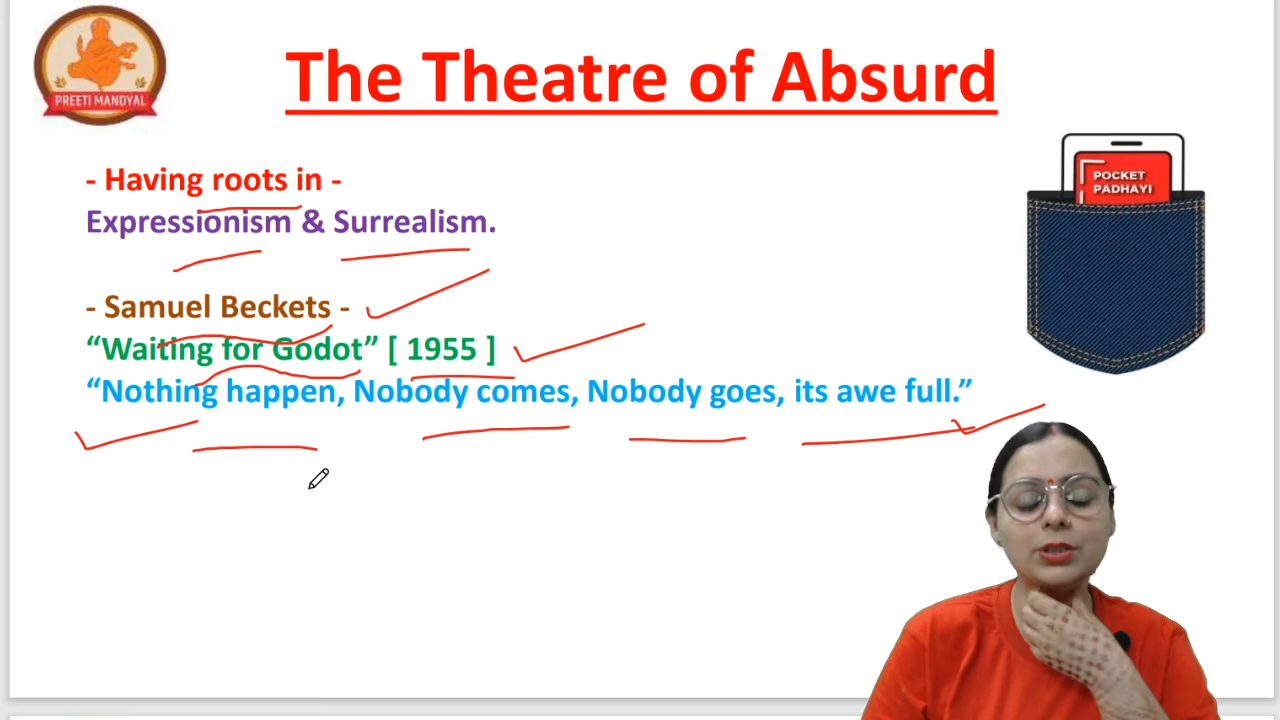 PREETI MANDYAL
The Theatre of Absurd
- Having roots in -
Expressionism & Surrealism.
POCKET
PADHAYI
- Samuel Beckets -
“Waiting for Godot” [ 1955 ]
“Nothing happen, Nobody comes, Nobody goes, its awe full.”